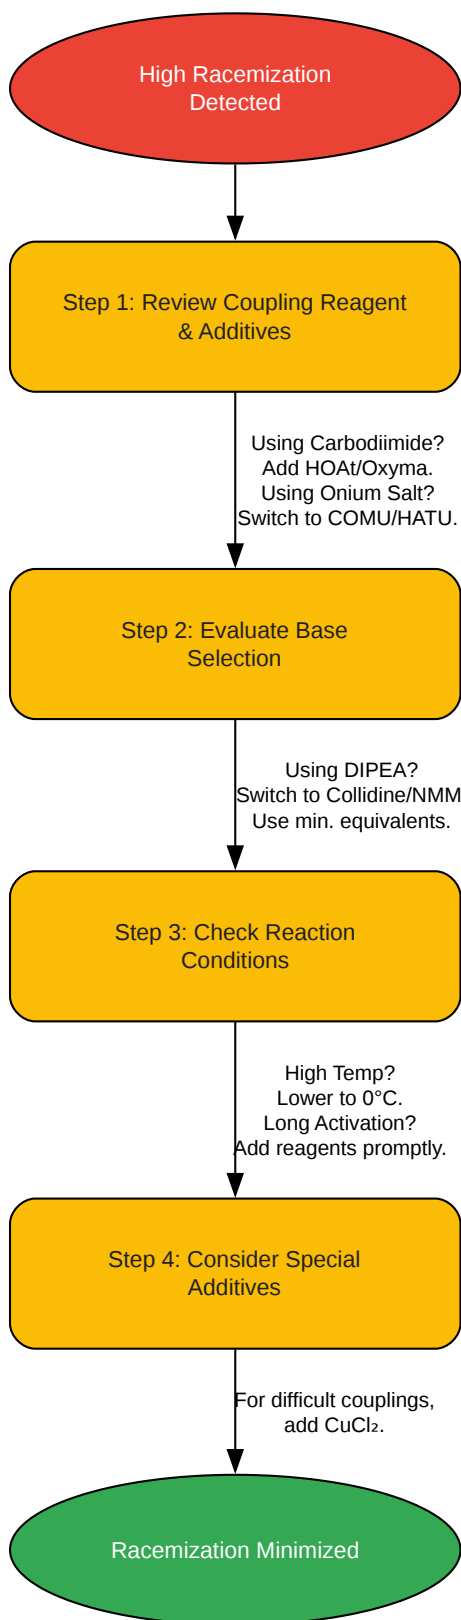 High Racemization
Detected
Step 1: Review Coupling Reagent
& Additives
Using Carbodiimide?
Add HOAt/Oxyma.
Using Onium Salt?
Switch to COMU/HATU.
Step 2: Evaluate Base
Selection
Using DIPEA?
Switch to Collidine/NMM
Use min. equivalents.
Step 3: Check Reaction
Conditions
High Temp?
Lower to 0°C.
Long Activation?
Add reagents promptly.
Step 4: Consider Special
Additives
For difficult couplings,
add CuCl₂.
Racemization Minimized